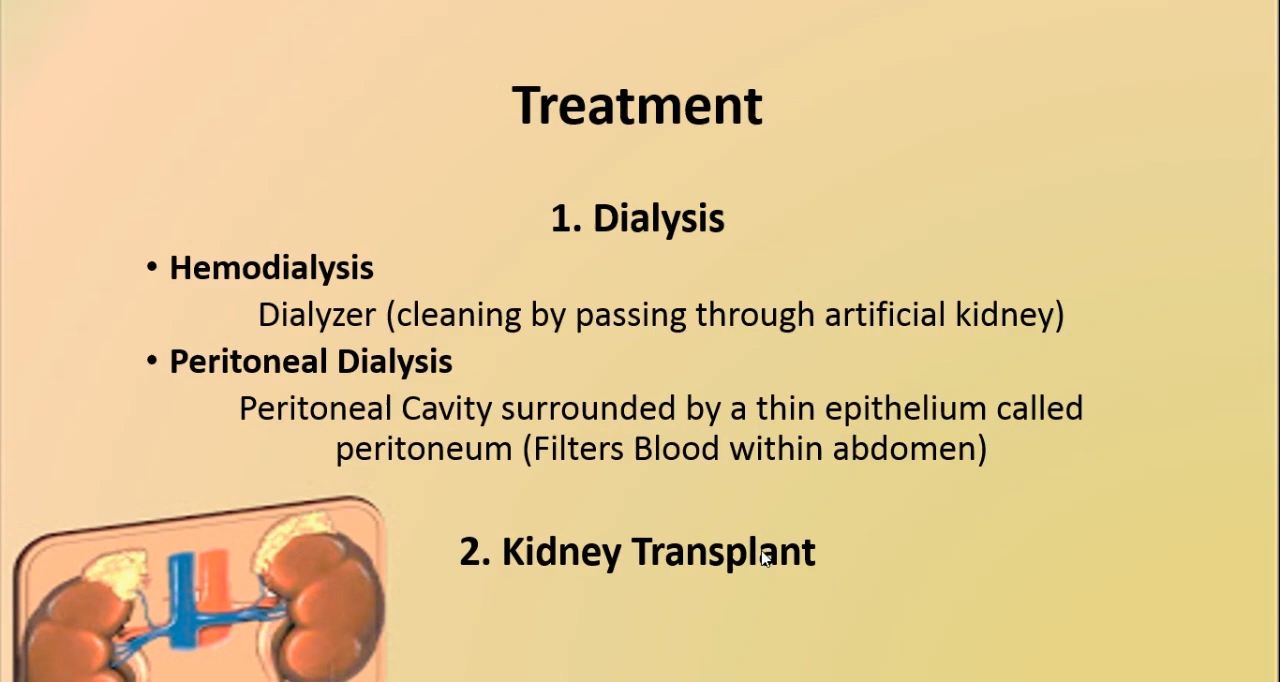 Treatment
1. Dialysis
• Hemodialysis
Dialyzer (cleaning by passing through artificial kidney)
• Peritoneal Dialysis
Peritoneal Cavity surrounded by a thin epithelium called
peritoneum (Filters Blood within abdomen)
2. Kidney Transplant